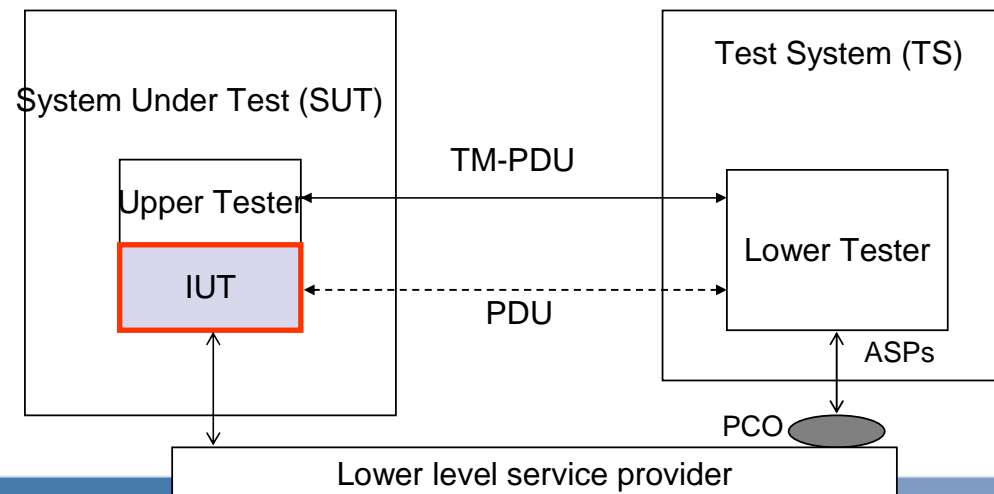 Test System (TS)
System Under Test (SUT)
TM-PDU
Upper Tester
Lower Tester
IUT
PDU
ASPs
PCO
Lower level service provider